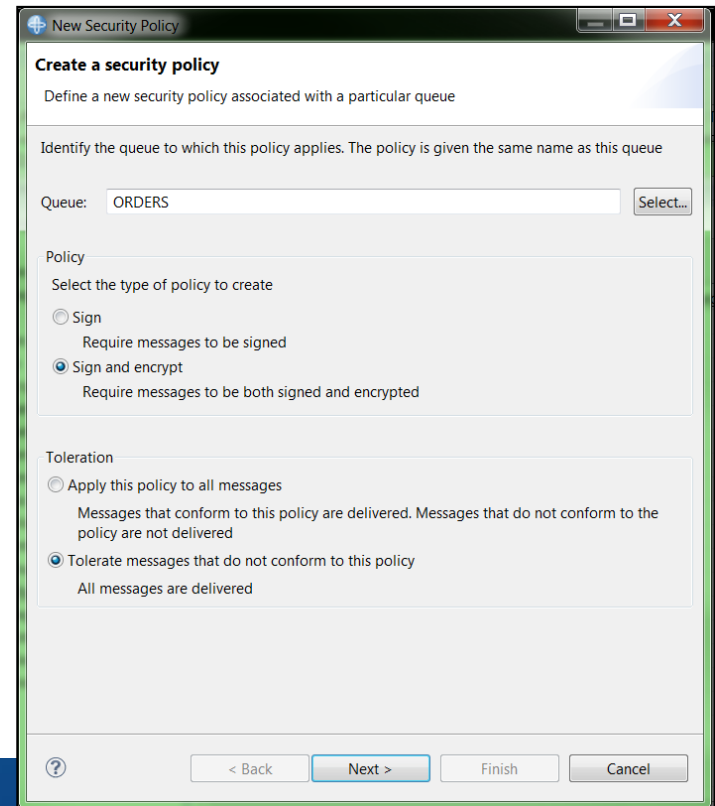 New Security Policy
Create a security policy
Define a new security policy associated with a particular queue
Identify the queue to which this policy applies. The policy is given the same name as this queue
Queue: ORDERS Select...
Policy
Select the type of policy to create
Sign
Require messages to be signed
Sign and encrypt
Require messages to be both signed and encrypted
Toleration
Apply this policy to all messages
Messages that conform to this policy are delivered. Messages that do not conform to the
policy are not delivered
Tolerate messages that do not conform to this policy
All messages are delivered
? < Back Next > Finish Cancel